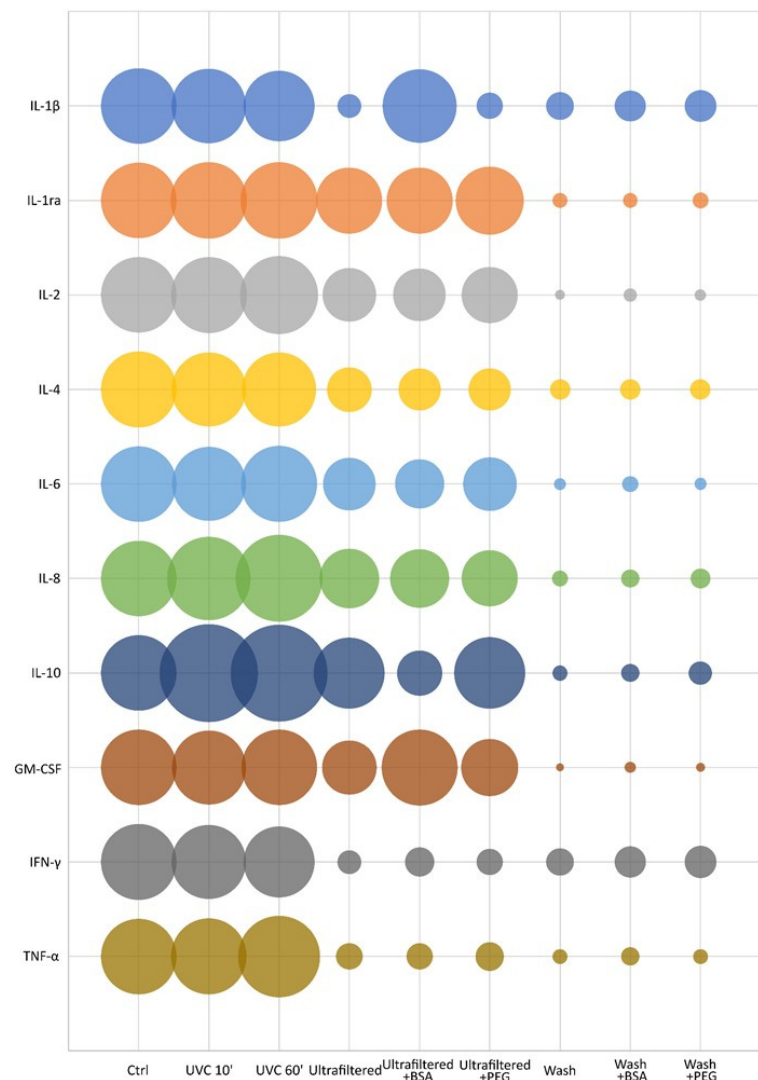 IL-1β
IL-1ra
IL-2
IL-4
IL-6
IL-8
IL-10
GM-CSF
IFN-γ
TNF-α
Ctrl
UVC 10'
UVC 60'
Ultrafiltered
Ultrafiltered
+BSA
Ultrafiltered
+PEG
Wash
Wash
+BSA
Wash
+PEG